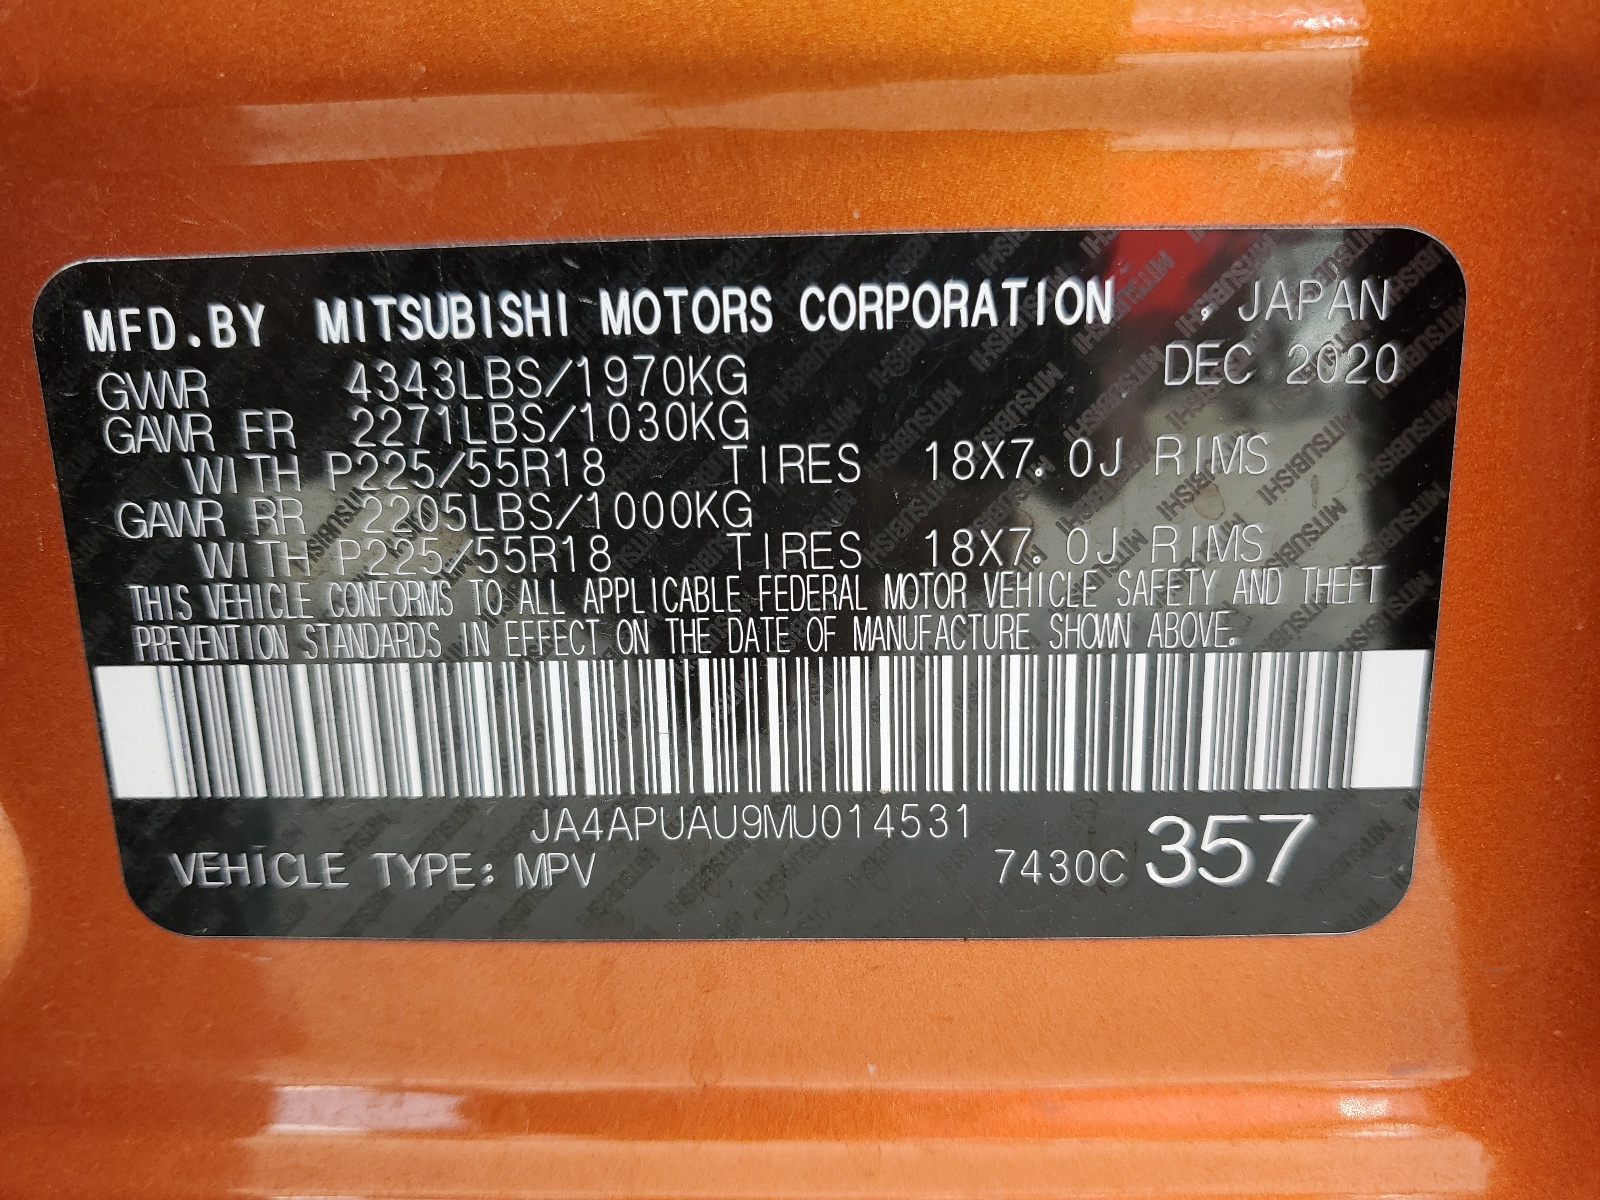 MFD.BY MITSUBISHI MOTORS CORPORATION , JAPAN
GVWR 4343LBS/1970KG DEC 2020
GAWR FR 2271LBS/1030KG
WITH P225/55R18 TIRES 18X7.0J RIMS
GAWR RR 2205LBS/1000KG
WITH P225/55R18 TIRES 18X7.0J RIMS
THIS VEHICLE CONFORMS TO ALL APPLICABLE FEDERAL MOTOR VEHICLE SAFETY AND THEFT
PREVENTION STANDARDS IN EFFECT ON THE DATE OF MANUFACTURE SHOWN ABOVE.
JA4APUAU9MU014531
VEHICLE TYPE: MPV 7430C 357